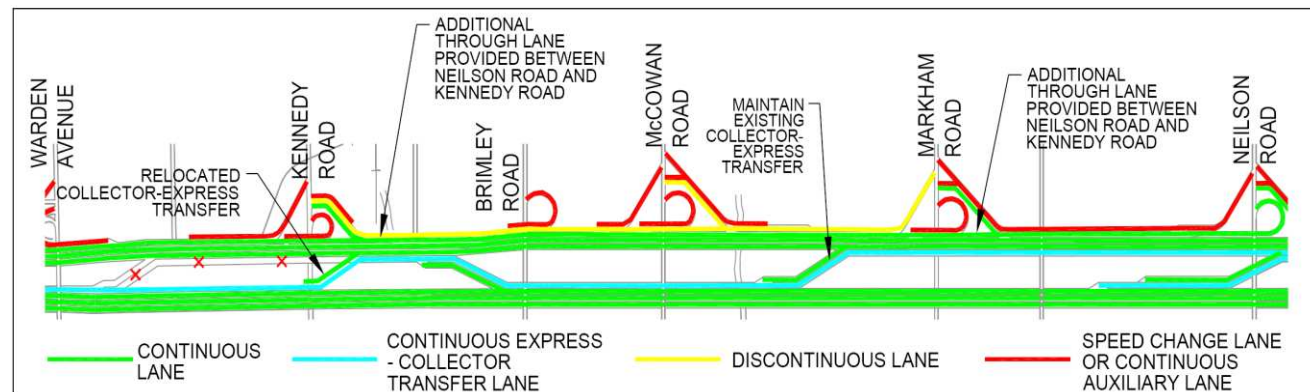 WARDEN
AVENUE
RELOCATED
COLLECTOR-EXPRESS
TRANSFER
KENNEDY
ROAD
ADDITIONAL
THROUGH LANE
PROVIDED BETWEEN
NEILSON ROAD AND
KENNEDY ROAD
BRIMLEY
ROAD
McCOWAN
ROAD
MAINTAIN
EXISTING
COLLECTOR-
EXPRESS
TRANSFER
MARKHAM
ROAD
ADDITIONAL
THROUGH LANE
PROVIDED BETWEEN
NEILSON ROAD AND
KENNEDY ROAD
NEILSON
ROAD
CONTINUOUS
LANE
CONTINUOUS EXPRESS
- COLLECTOR
TRANSFER LANE
DISCONTINUOUS LANE
SPEED CHANGE LANE
OR CONTINUOUS
AUXILIARY LANE